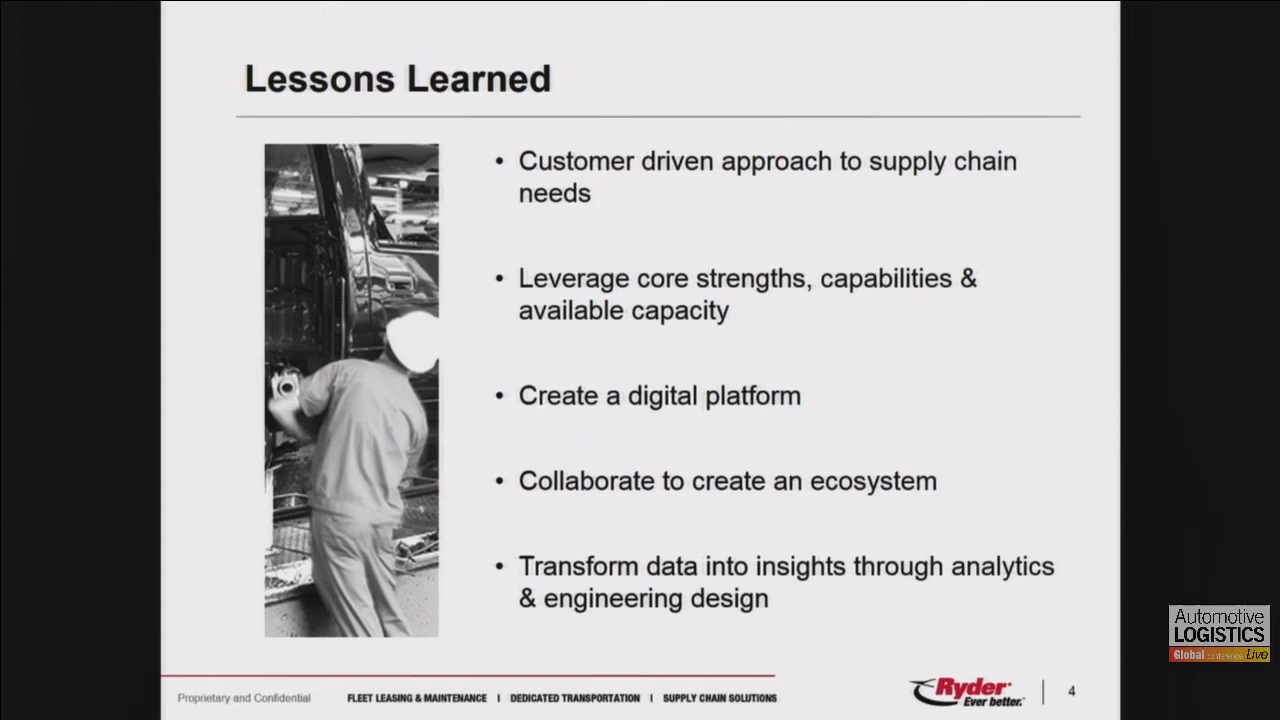 Lessons Learned
• Customer driven approach to supply chain
needs
• Leverage core strengths, capabilities &
available capacity
• Create a digital platform
• Collaborate to create an ecosystem
• Transform data into insights through analytics
& engineering design
Automotive
LOGISTICS
Global conference Live
Proprietary and Confidential
FLEET LEASING & MAINTENANCE | DEDICATED TRANSPORTATION | SUPPLY CHAIN SOLUTIONS
Ryder
Ever better.
4